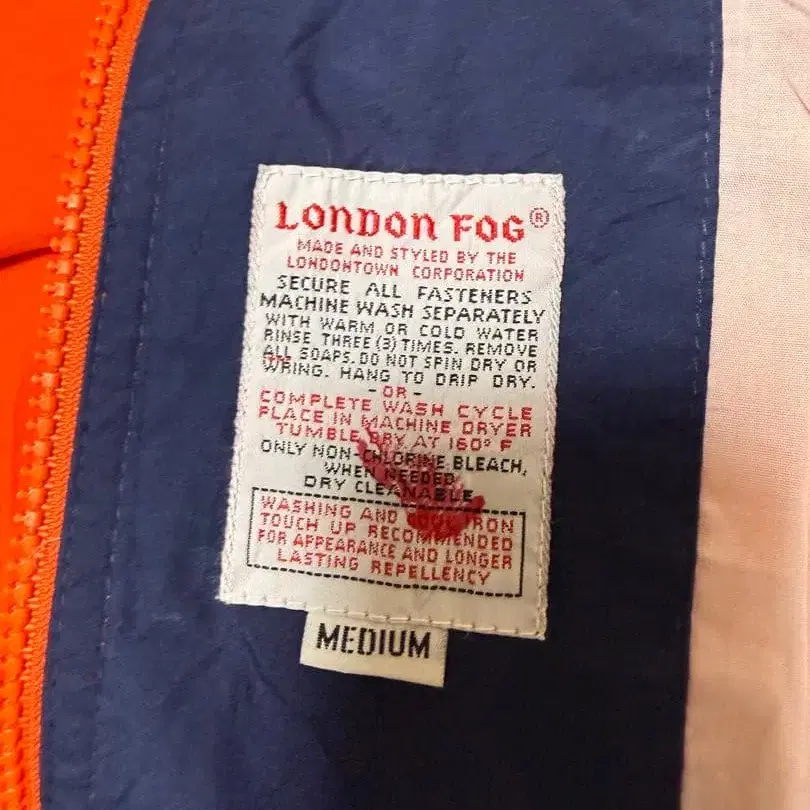 LONDON FOG®
MADE AND STYLED BY THE
LONDONTOWN CORPORATION
SECURE ALL FASTENERS
MACHINE WASH SEPARATELY
WITH WARM OR COLD WATER
RINSE THREE (3) TIMES. REMOVE
ALL SOAPS. DO NOT SPIN DRY OR
WRING. HANG TO DRIP DRY.
-OR-
COMPLETE WASH CYCLE
PLACE IN MACHINE DRYER
TUMBLE DRY AT 160° F
ONLY NON-CHLORINE BLEACH,
WHEN NEEDED
DRY CLEANABLE
WASHING AND COOL IRON
TOUCH UP RECOMMENDED
FOR APPEARANCE AND LONGER
LASTING REPELLENCY
MEDIUM